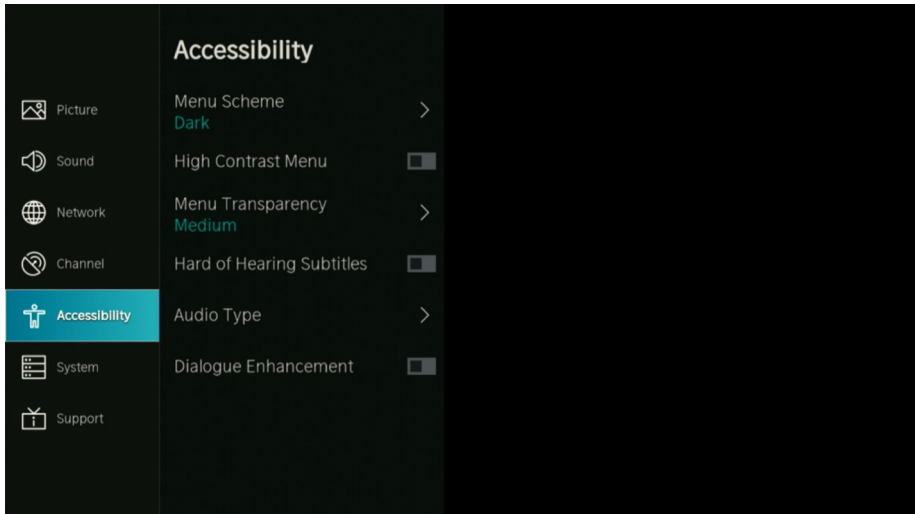 Accessibility
Picture
Sound
Network
Channel
Accessibility
System
Support
Menu Scheme
Dark
High Contrast Menu
Menu Transparency
Medium
Hard of Hearing Subtitles
Audio Type
Dialogue Enhancement